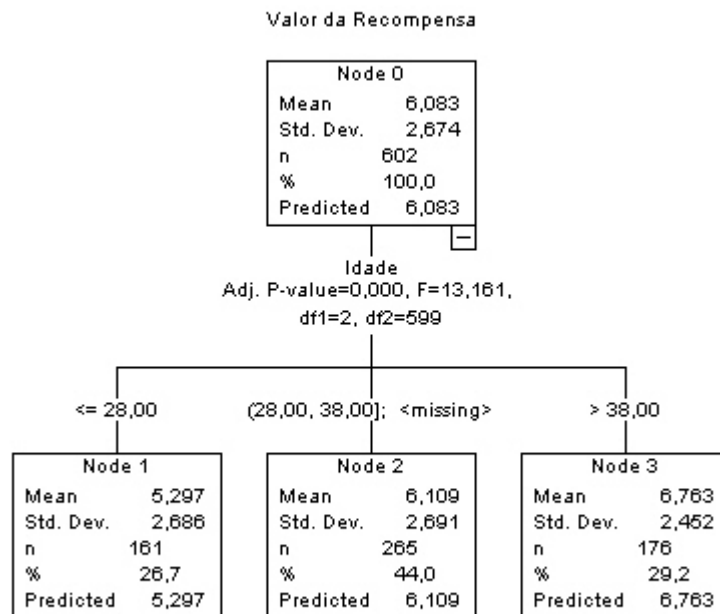 Valor da Recompensa
Node 0
Mean 6,083
Std. Dev. 2,674
n 602
% 100,0
Predicted 6,083
Idade
Adj. P-value=0,000, F=13,161,
df1=2, df2=599
<= 28,00
(28,00, 38,00]; <missing>
> 38,00
Node 1
Mean 5,297
Std. Dev. 2,686
n 161
% 26,7
Predicted 5,297
Node 2
Mean 6,109
Std. Dev. 2,691
n 265
% 44,0
Predicted 6,109
Node 3
Mean 6,763
Std. Dev. 2,452
n 176
% 29,2
Predicted 6,763